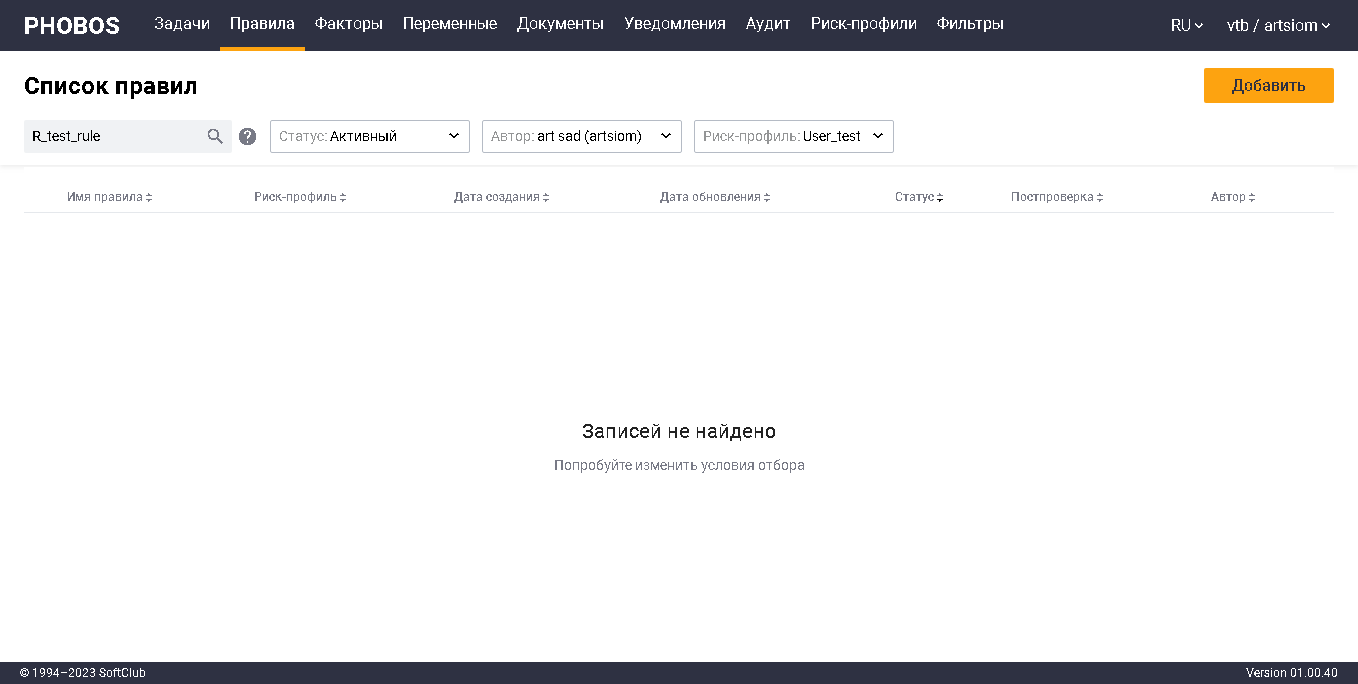 PHOBOS Задачи Правила Факторы Переменные Документы Уведомления Аудит Риск-профили Фильтры RU vtb / artsiom
Список правил Добавить
R_test_rule ? Статус: Активный Автор: art sad (artsiom) Риск-профиль: User_test
Имя правила Риск-профиль Дата создания Дата обновления Статус Постпроверка Автор
Записей не найдено
Попробуйте изменить условия отбора
© 1994–2023 SoftClub Version 01.00.40